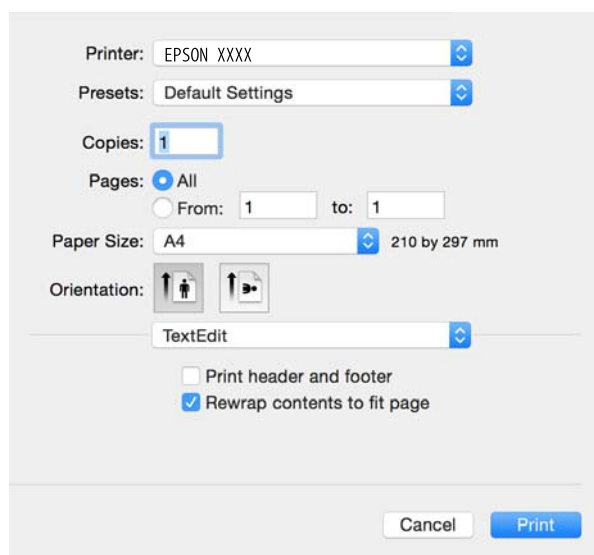 Printer: EPSON XXXX
Presets: Default Settings
Copies: 1
Pages: All
From: 1 to: 1
Paper Size: A4 210 by 297 mm
Orientation:
TextEdit
Print header and footer
Rewrap contents to fit page
Cancel Print